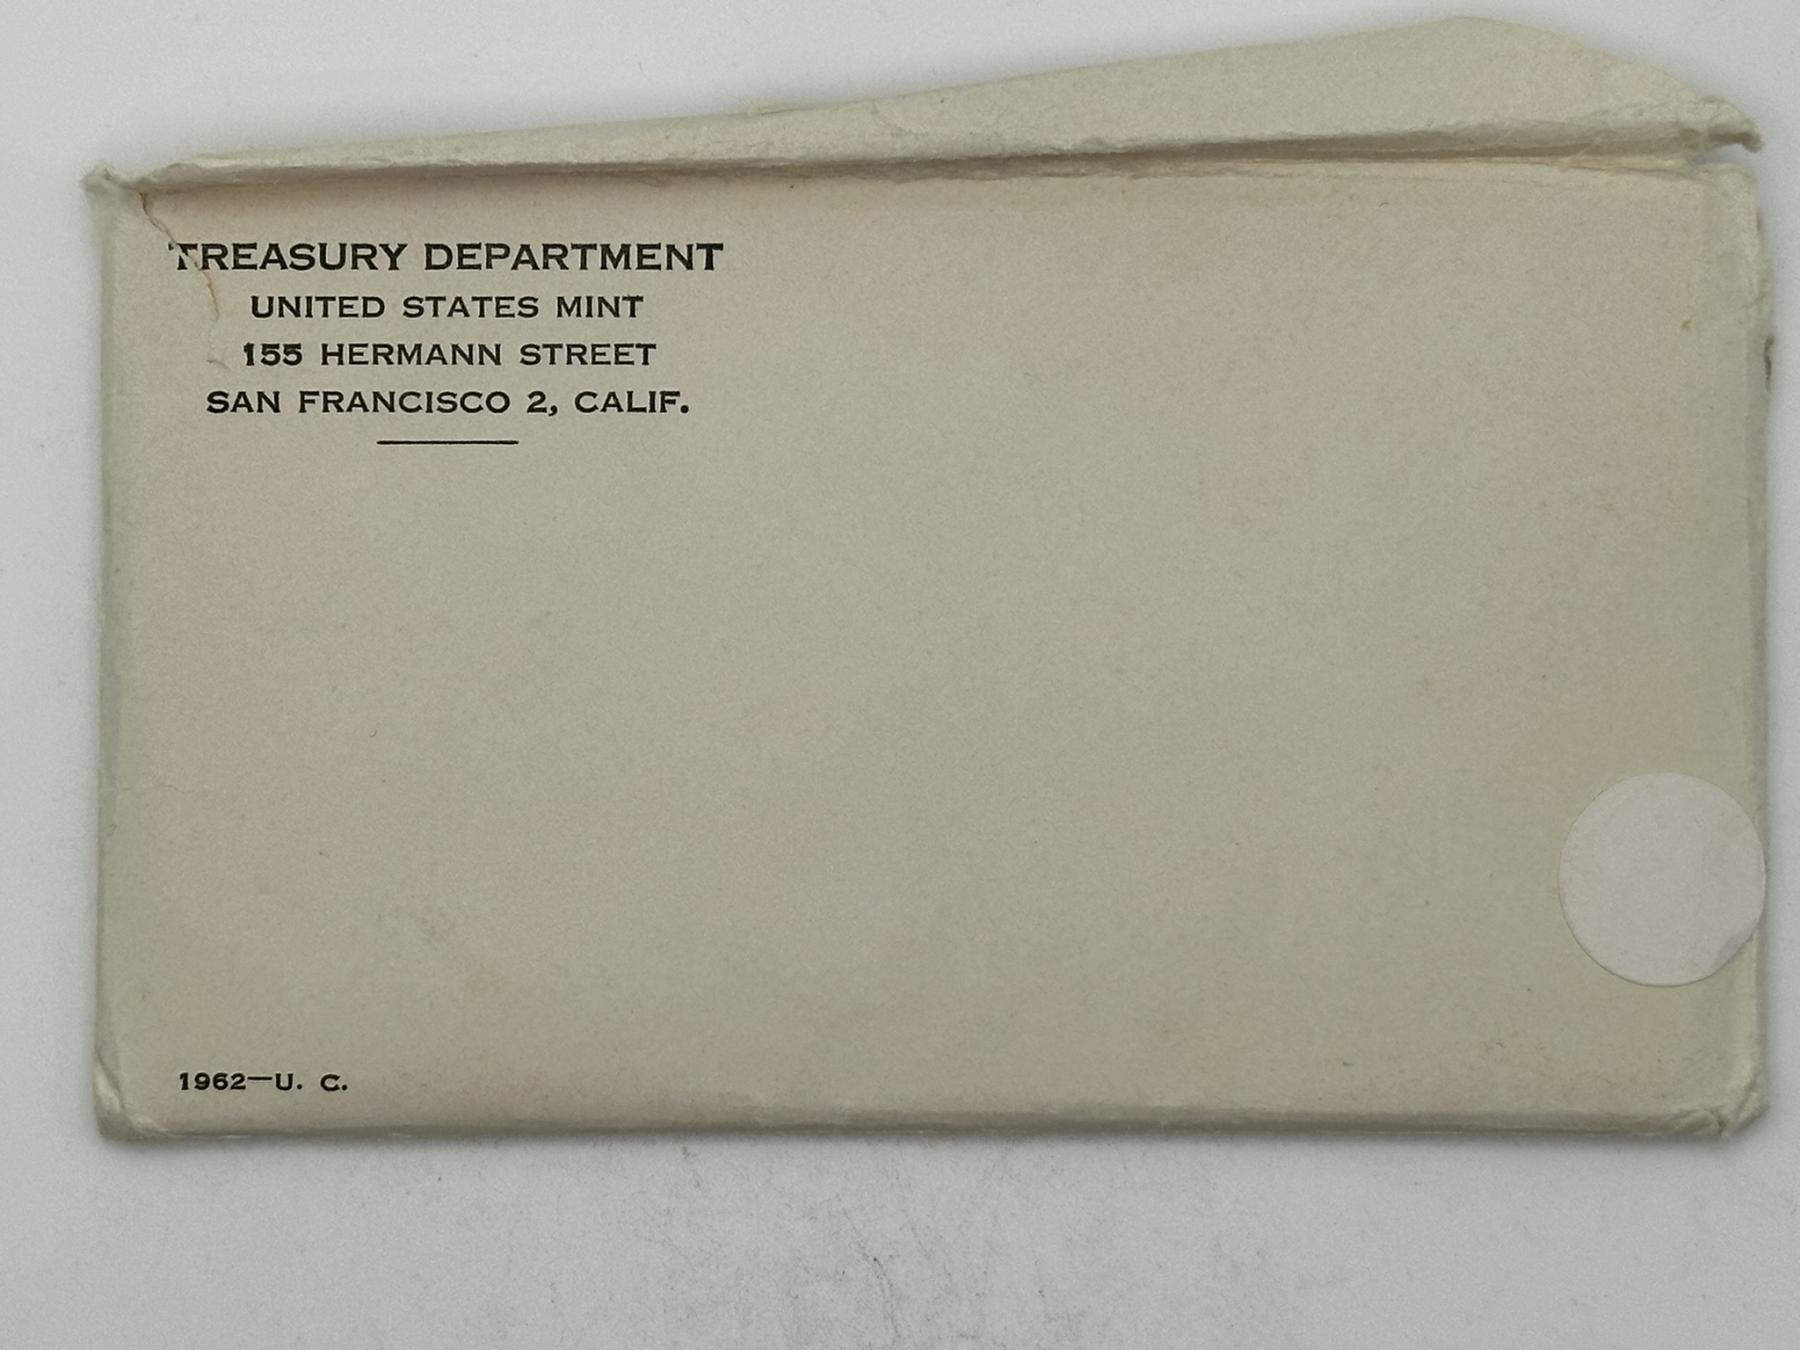 TREASURY DEPARTMENT
UNITED STATES MINT
155 HERMANN STREET
SAN FRANCISCO 2, CALIF.
1962—U. C.